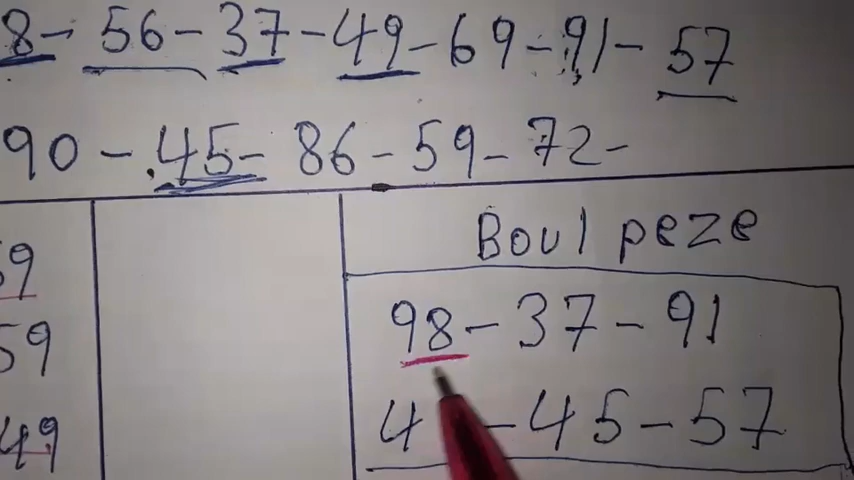 8- 56 - 37 - 49 - 69 - 91 - 57
90 - 45 - 86 - 59 - 72 -
Boul peze
98 - 37 - 91
- 45 - 57
59
49